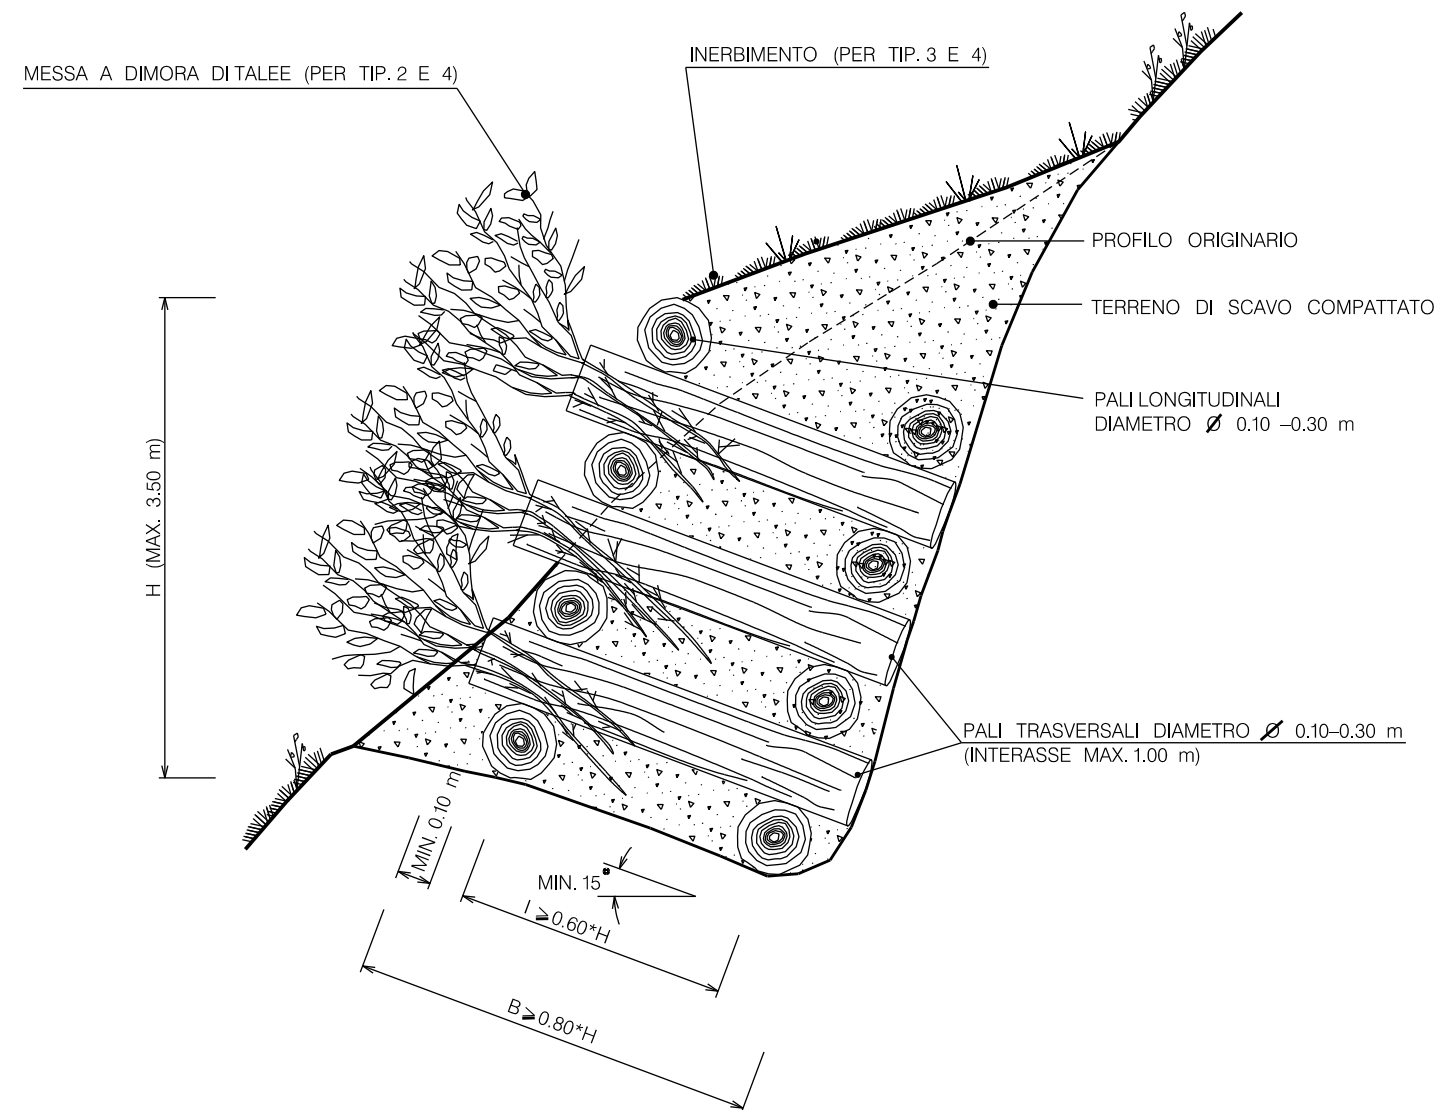 INERBIMENTO (PER TIP. 3 E 4)
MESSA A DIMORA DI TALEE (PER TIP. 2 E 4)
PROFILO ORIGINARIO
TERRENO DI SCAVO COMPATTATO
PALI LONGITUDINALI
DIAMETRO Ø 0.10 –0.30 m
H (MAX. 3.50 m)
PALI TRASVERSALI DIAMETRO Ø 0.10–0.30 m
(INTERASSE MAX. 1.00 m)
MIN. 0.10 m
MIN. 15°
I ≥ 0.60*H
B ≥ 0.80*H